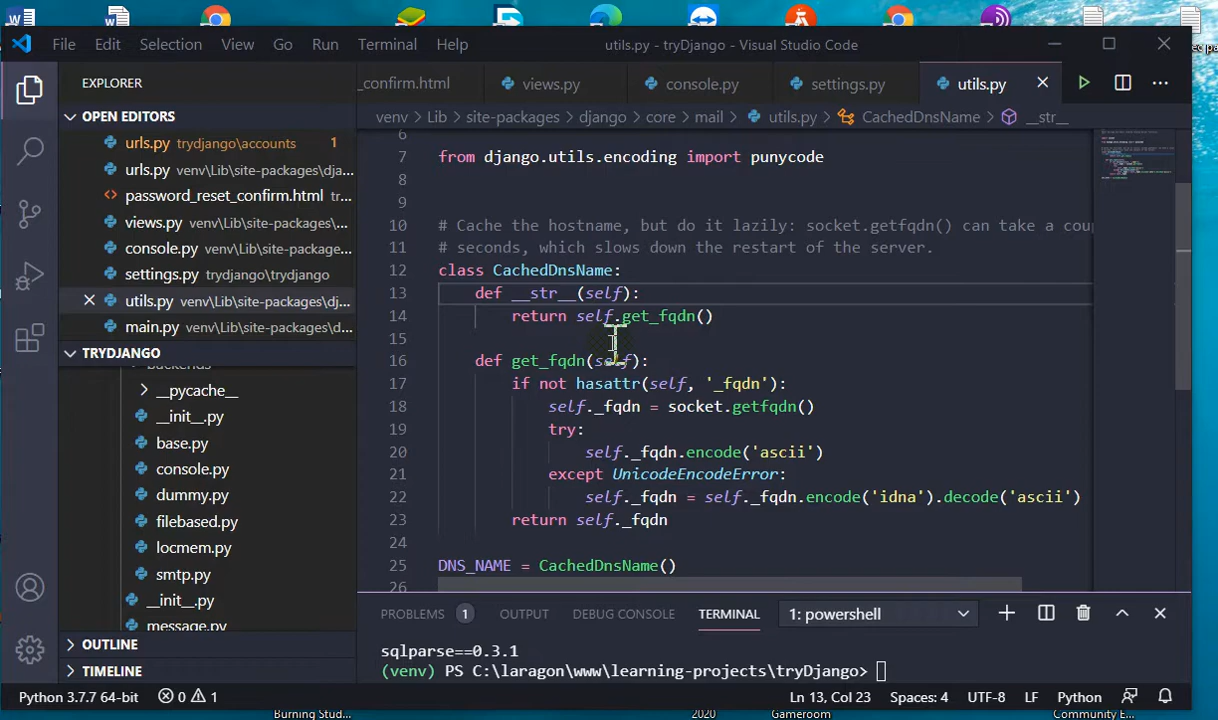 File Edit Selection View Go Run Terminal Help
utils.py - tryDjango - Visual Studio Code
EXPLORER
OPEN EDITORS
urls.py trydjango\accounts 1
urls.py venv\Lib\site-packages\dja...
password_reset_confirm.html
views.py venv\Lib\site-packages\...
console.py venv\Lib\site-package...
settings.py trydjango\trydjango
utils.py venv\Lib\site-packages\dj...
main.py venv\Lib\site-packages\...
TRYDJANGO
backends
__pycache__
__init__.py
base.py
console.py
dummy.py
filebased.py
locmem.py
smtp.py
__init__.py
message.py
OUTLINE
TIMELINE
_confirm.html views.py console.py settings.py utils.py
venv > Lib > site-packages > django > core > mail > utils.py > CachedDnsName > __str__
6
7 from django.utils.encoding import punycode
8
9
10 # Cache the hostname, but do it lazily: socket.getfqdn() can take a cou
11 # seconds, which slows down the restart of the server.
12 class CachedDnsName:
13 def __str__(self):
14 return self.get_fqdn()
15
16 def get_fqdn(self):
17 if not hasattr(self, '_fqdn'):
18 self._fqdn = socket.getfqdn()
19 try:
20 self._fqdn.encode('ascii')
21 except UnicodeEncodeError:
22 self._fqdn = self._fqdn.encode('idna').decode('ascii')
23 return self._fqdn
24
25 DNS_NAME = CachedDnsName()
26
PROBLEMS 1 OUTPUT DEBUG CONSOLE TERMINAL 1: powershell
sqlparse==0.3.1
(venv) PS C:\laragon\www\learning-projects\tryDjango>
Python 3.7.7 64-bit 0 1 Ln 13, Col 23 Spaces: 4 UTF-8 LF Python
Burning Stud... 2020 Gameroom Community E...